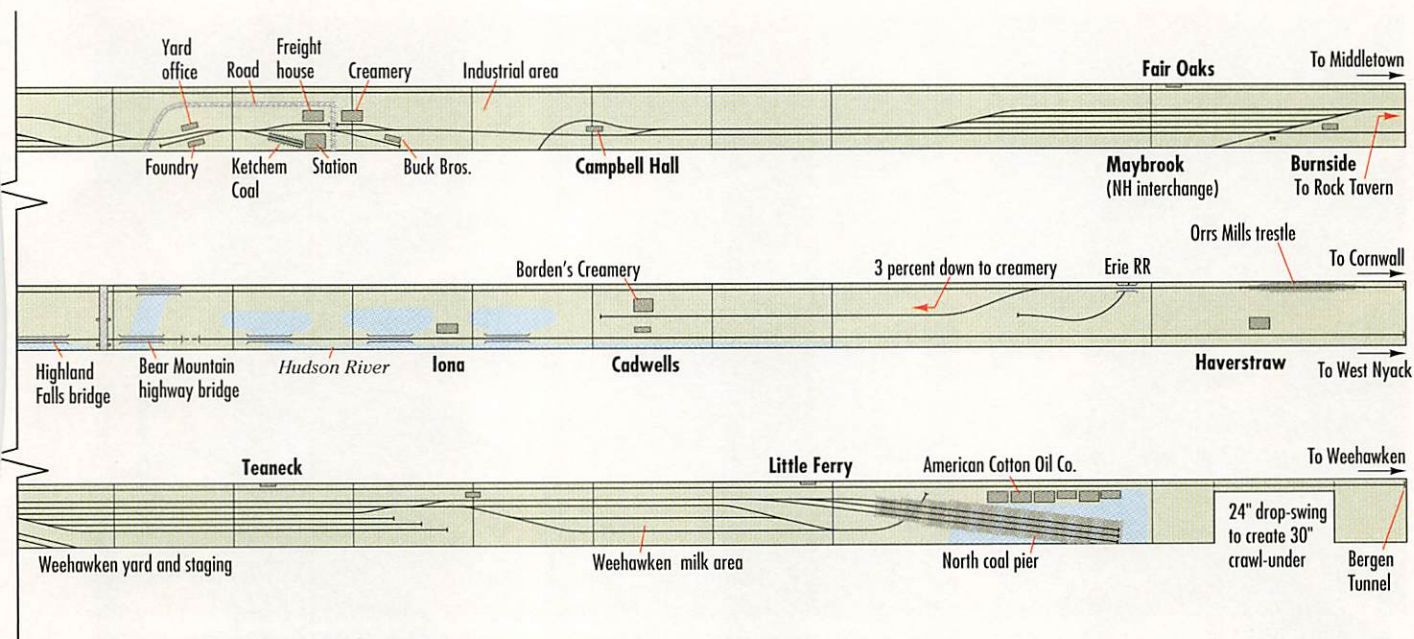 Yard
office
Road
Freight
house
Creamery
Industrial area
Fair Oaks
To Middletown
Foundry
Ketchem
Coal
Station
Buck Bros.
Campbell Hall
Maybrook
(NH interchange)
Burnside
To Rock Tavern
Orrs Mills trestle
Borden's Creamery
3 percent down to creamery
Erie RR
To Cornwall
Highland
Falls bridge
Bear Mountain
highway bridge
Hudson River
Iona
Cadwells
Haverstraw
To West Nyack
Teaneck
Little Ferry
American Cotton Oil Co.
To Weehawken
24" drop-swing
to create 30"
crawl-under
Weehawken yard and staging
Weehawken milk area
North coal pier
Bergen
Tunnel